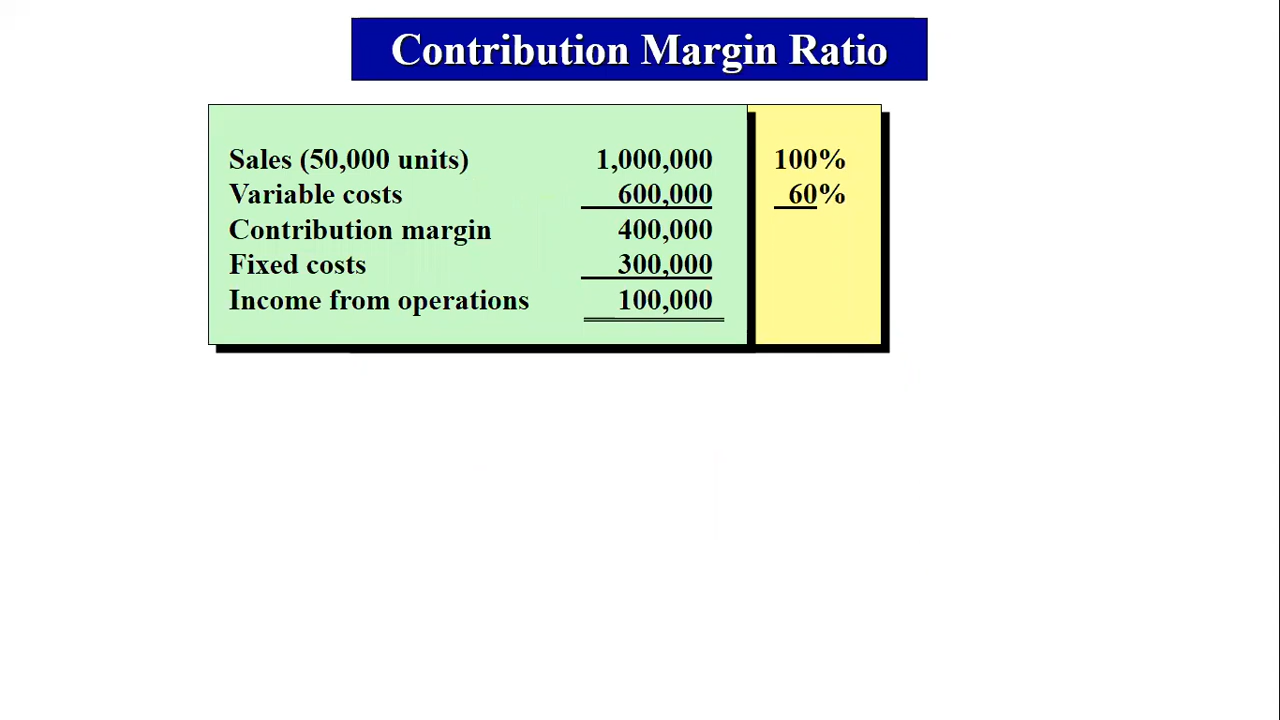 Contribution Margin Ratio
Sales (50,000 units) 1,000,000 100%
Variable costs 600,000 60%
Contribution margin 400,000
Fixed costs 300,000
Income from operations 100,000